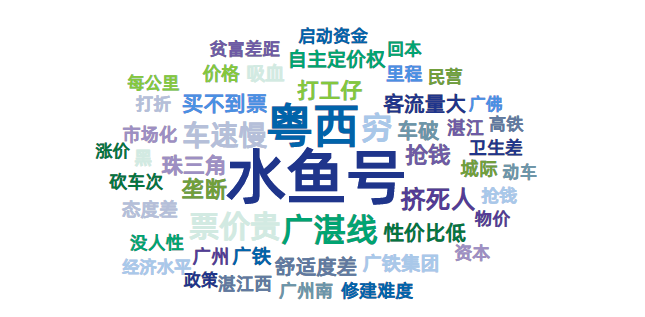 启动资金
贫富差距
自主定价权
回本
价格
吸血
里程
民营
每公里
打工仔
打折
买不到票
客流量大
广佛
粤西
穷
市场化
车速慢
车破
湛江
高铁
涨价
黑
珠三角
水鱼号
抢钱
卫生差
城际
动车
砍车次
垄断
挤死人
抢钱
态度差
票价贵
广湛线
性价比低
物价
没人性
广州
广铁
资本
经济水平
舒适度差
广铁集团
政策
湛江西
广州南
修建难度